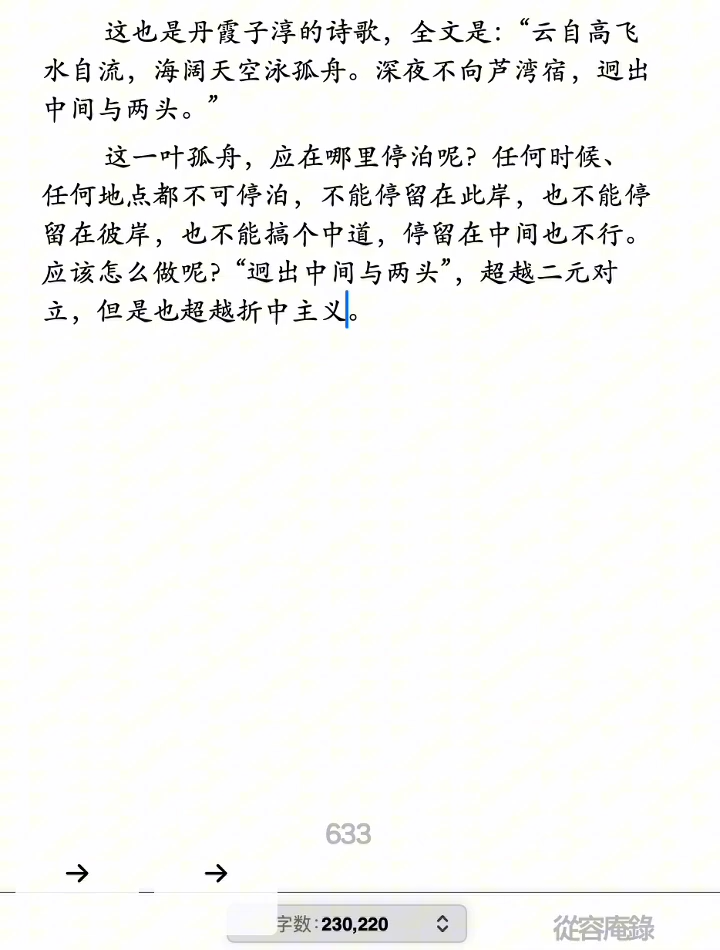 这也是丹霞子淳的诗歌，全文是：“云自高飞
水自流，海阔天空泳孤舟。深夜不向芦湾宿，迥出
中间与两头。”
这一叶孤舟，应在哪里停泊呢？任何时候、
任何地点都不可停泊，不能停留在此岸，也不能停
留在彼岸，也不能搞个中道，停留在中间也不行。
应该怎么做呢？“迥出中间与两头”，超越二元对
立，但是也超越折中主义。
633
字数：230,220
從容庵錄